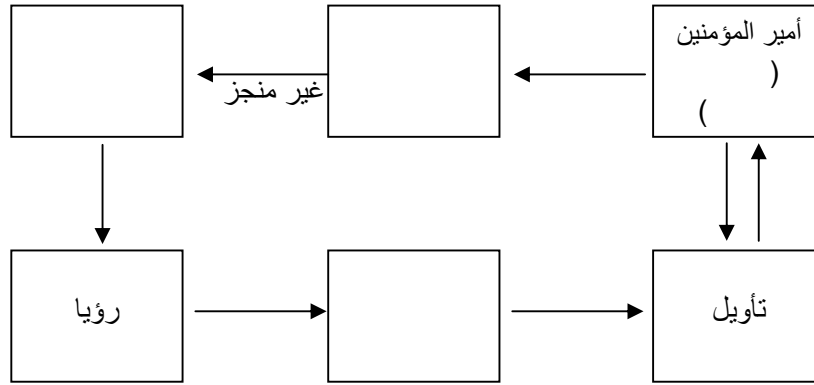 أمير المؤمنين
(
)
غير منجز
تأويل
رؤيا